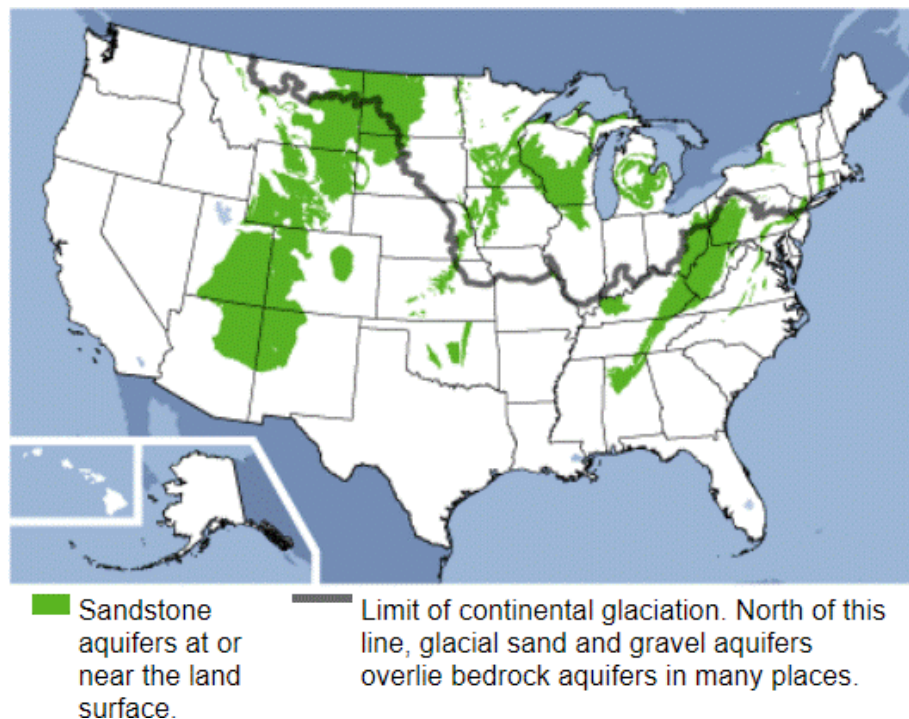 Sandstone
aquifers at or
near the land
surface.
Limit of continental glaciation. North of this
line, glacial sand and gravel aquifers
overlie bedrock aquifers in many places.